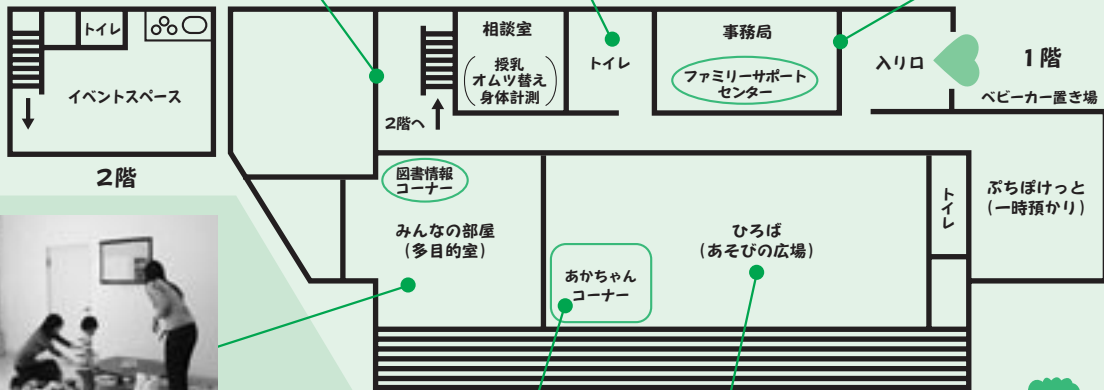 トイレ
イベントスペース
2階
相談室
授乳
オムツ替え
身体計測
2階へ
トイレ
事務局
ファミリーサポート
センター
入り口
1階
ベビーカー置き場
図書情報
コーナー
みんなの部屋
(多目的室)
あかちゃん
コーナー
ひろば
(あそびの広場)
トイレ
ぷちぽけっと
(一時預かり)